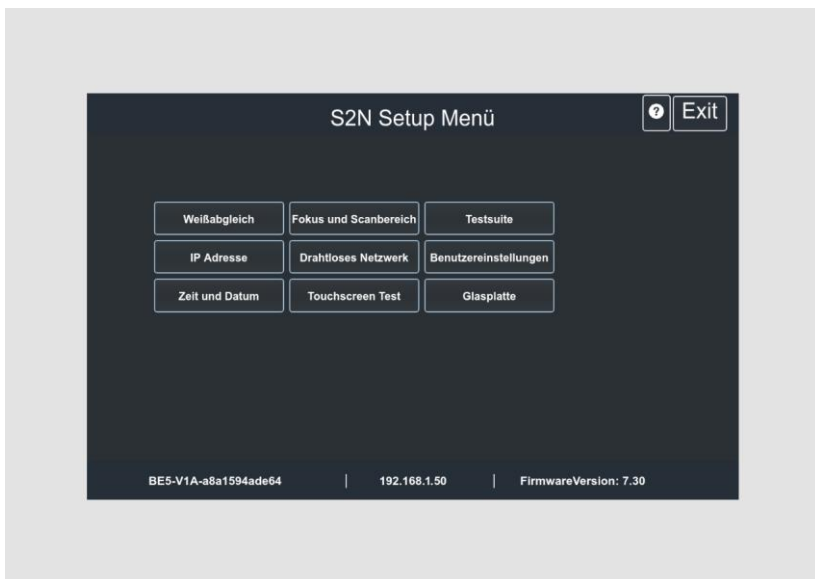 S2N Setup Menü
? Exit
Weißabgleich Fokus und Scanbereich Testsuite
IP Adresse Drahtloses Netzwerk Benutzereinstellungen
Zeit und Datum Touchscreen Test Glasplatte
BE5-V1A-a8a1594ade64 | 192.168.1.50 | FirmwareVersion: 7.30